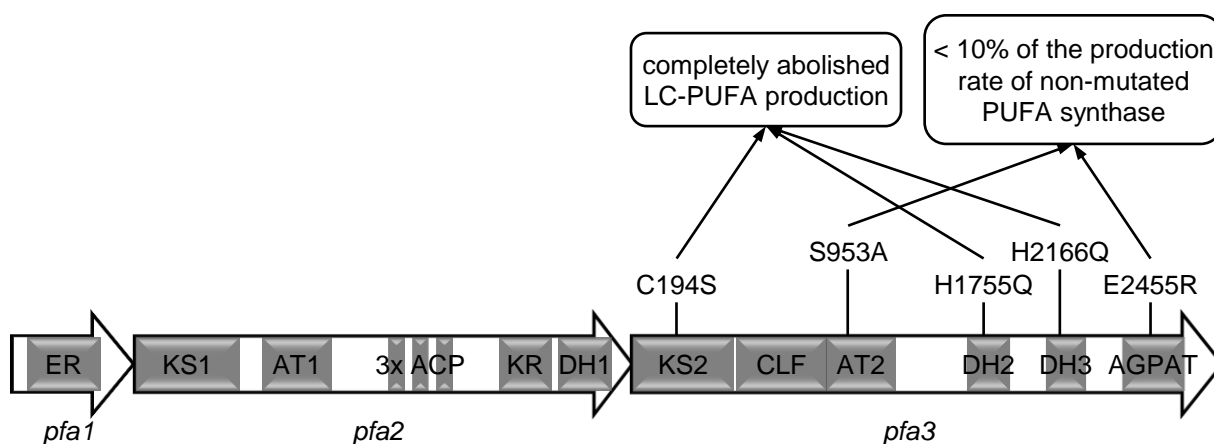 completely abolished
LC-PUFA production
< 10% of the production
rate of non-mutated
PUFA synthase
S953A
H2166Q
C194S
H1755Q
E2455R
ER
KS1
AT1
3x ACP
KR
DH1
KS2
CLF
AT2
DH2
DH3
AGPAT
pfa1
pfa2
pfa3